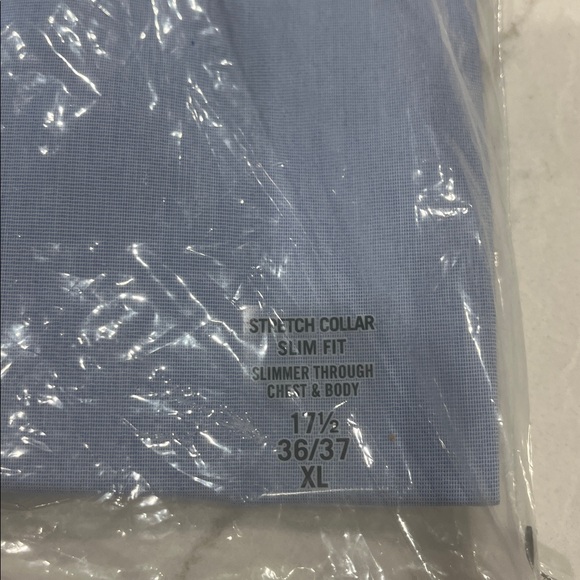 STRETCH COLLAR
SLIM FIT
SLIMMER THROUGH
CHEST & BODY
17½
36/37
XL